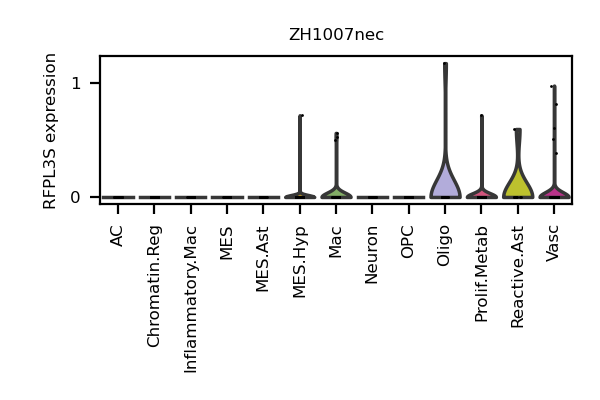 ZH1007nec
RFPL3S expression
1
0
AC
Chromatin.Reg
Inflammatory.Mac
MES
MES.Ast
MES.Hyp
Mac
Neuron
OPC
Oligo
Prolif.Metab
Reactive.Ast
Vasc